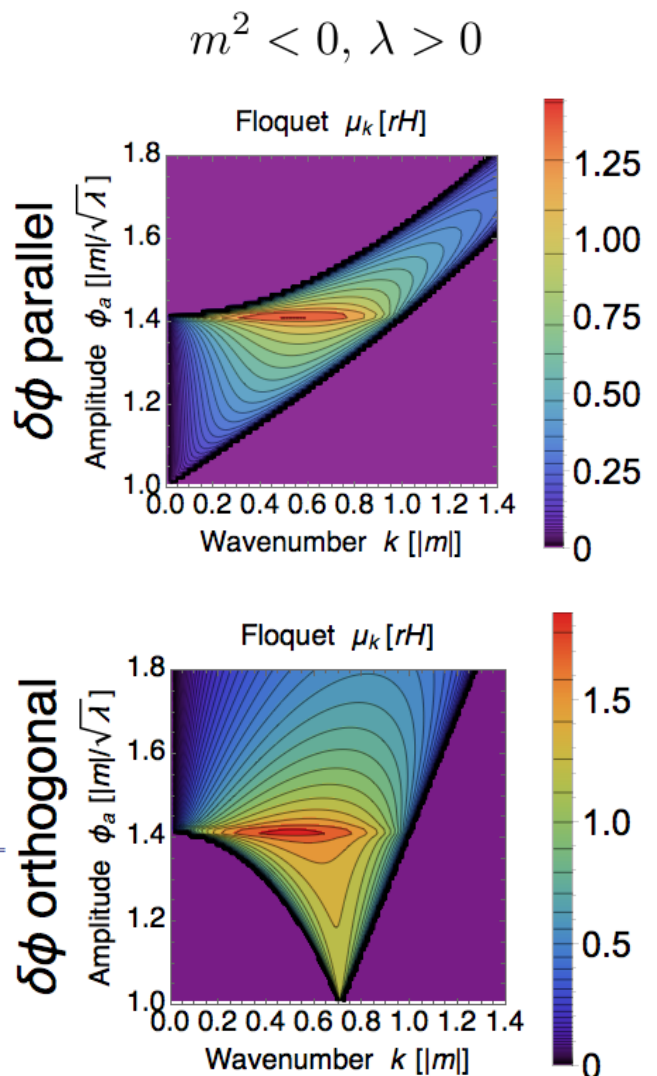 m² < 0, λ > 0
Floquet μₖ [rH]
δϕ parallel
Amplitude ϕₐ [|m|/√λ]
1.8
1.6
1.4
1.2
1.0
0.0 0.2 0.4 0.6 0.8 1.0 1.2 1.4
Wavenumber k [|m|]
1.25
1.00
0.75
0.50
0.25
0
Floquet μₖ [rH]
δϕ orthogonal
Amplitude ϕₐ [|m|/√λ]
1.8
1.6
1.4
1.2
1.0
0.0 0.2 0.4 0.6 0.8 1.0 1.2 1.4
Wavenumber k [|m|]
1.5
1.0
0.5
0